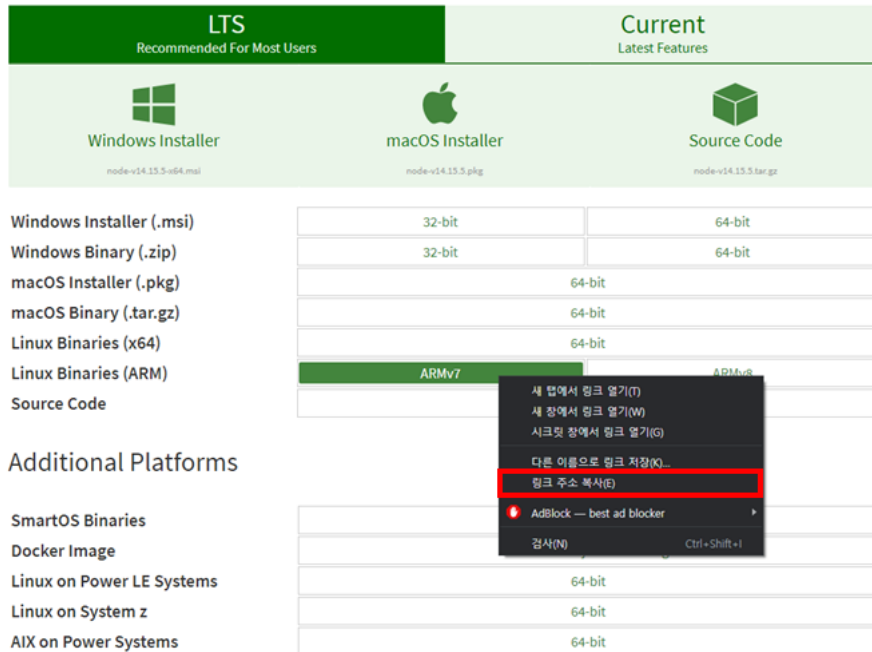 LTS
Recommended For Most Users
Current
Latest Features
Windows Installer
node-v14.15.5-x64.msi
macOS Installer
node-v14.15.5.pkg
Source Code
node-v14.15.5.tar.gz
Windows Installer (.msi)
32-bit
64-bit
Windows Binary (.zip)
32-bit
64-bit
macOS Installer (.pkg)
64-bit
macOS Binary (.tar.gz)
64-bit
Linux Binaries (x64)
64-bit
Linux Binaries (ARM)
ARMv7
ARMv8
Source Code
새 탭에서 링크 열기(T)
새 창에서 링크 열기(W)
시크릿 창에서 링크 열기(G)
다른 이름으로 링크 저장(K)...
링크 주소 복사(E)
AdBlock — best ad blocker
검사(N)
Ctrl+Shift+I
Additional Platforms
SmartOS Binaries
Docker Image
Linux on Power LE Systems
64-bit
Linux on System z
64-bit
AIX on Power Systems
64-bit